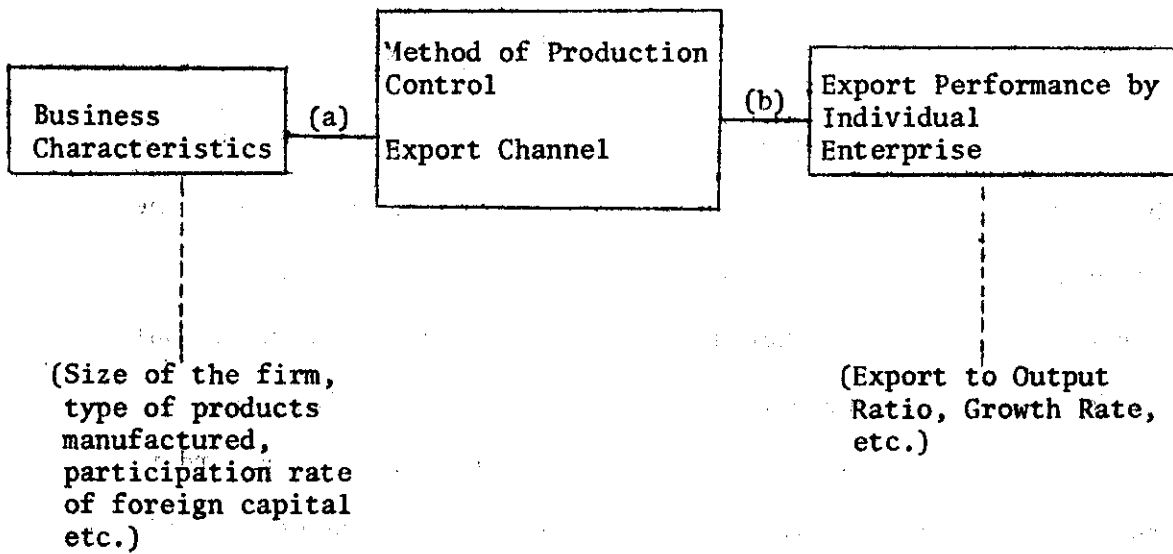 Business
Characteristics
(a)
Method of Production
Control
Export Channel
(b)
Export Performance by
Individual
Enterprise
(Size of the firm,
type of products
manufactured,
participation rate
of foreign capital
etc.)
(Export to Output
Ratio, Growth Rate,
etc.)